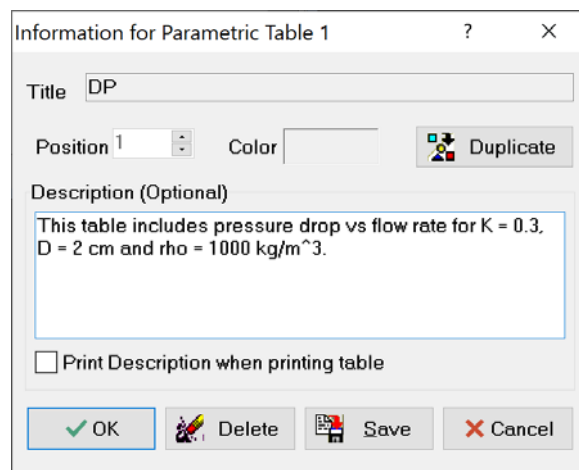 Information for Parametric Table 1 ?
Title DP
Position 1 Color Duplicate
Description (Optional)
This table includes pressure drop vs flow rate for K = 0.3,
D = 2 cm and rho = 1000 kg/m^3.
Print Description when printing table
OK Delete Save Cancel